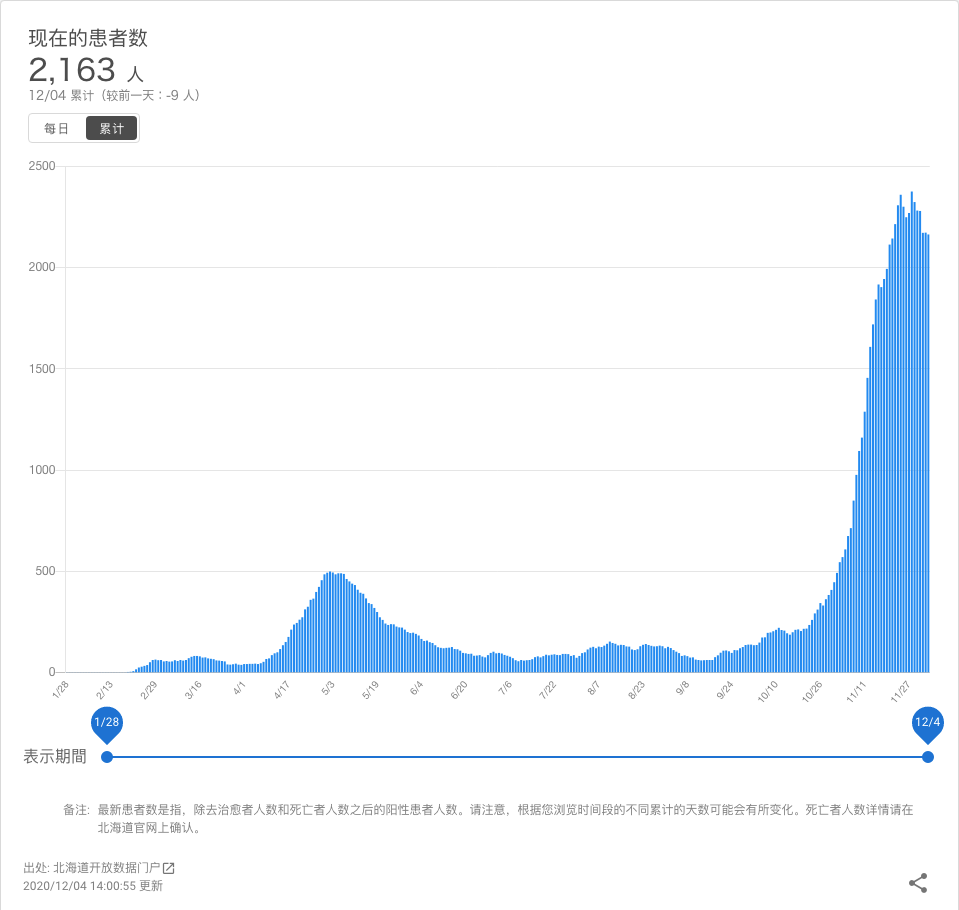 现在的患者数
2,163 人
12/04 累计（较前一天：-9 人）
每日 累计
2500
2000
1500
1000
500
0
1/28 2/13 2/29 3/16 4/1 4/17 5/3 5/19 6/4 6/20 7/6 7/22 8/7 8/23 9/8 9/24 10/10 10/26 11/11 11/27
1/28 12/4
表示期間
备注: 最新患者数是指，除去治愈者人数和死亡者人数之后的阳性患者人数。请注意，根据您浏览时间段的不同累计的天数可能会有所变化。死亡者人数详情请在
北海道官网上确认。
出处: 北海道开放数据门户
2020/12/04 14:00:55 更新